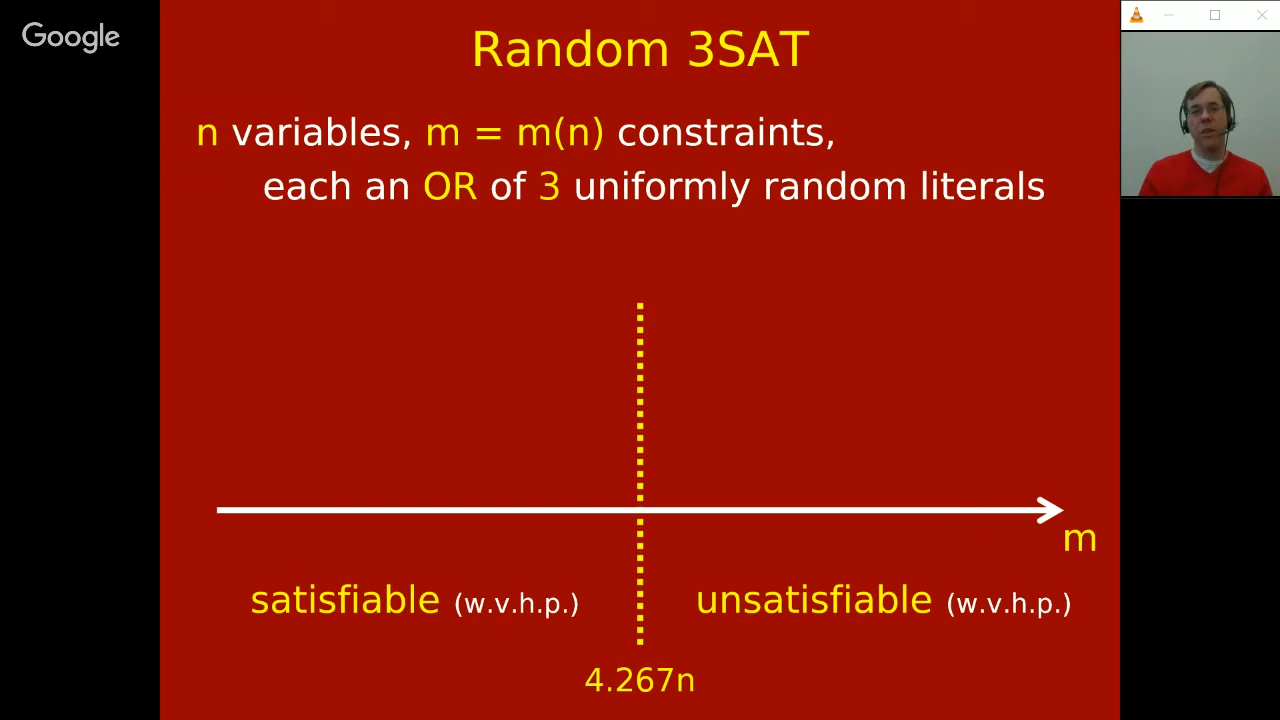 Google
Random 3SAT
n variables, m = m(n) constraints,
each an OR of 3 uniformly random literals
m
satisfiable (w.v.h.p.)
unsatisfiable (w.v.h.p.)
4.267n